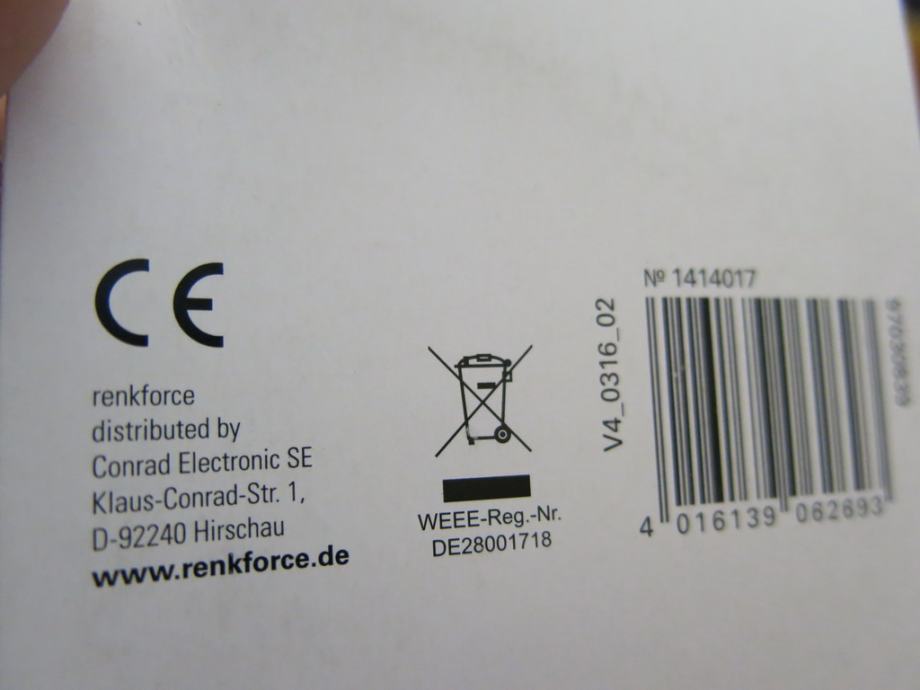 CE
renkforce
distributed by
Conrad Electronic SE
Klaus-Conrad-Str. 1,
D-92240 Hirschau
www.renkforce.de
WEEE-Reg.-Nr.
DE28001718
V4_0316_02
Nº 1414017
4 016139 062693